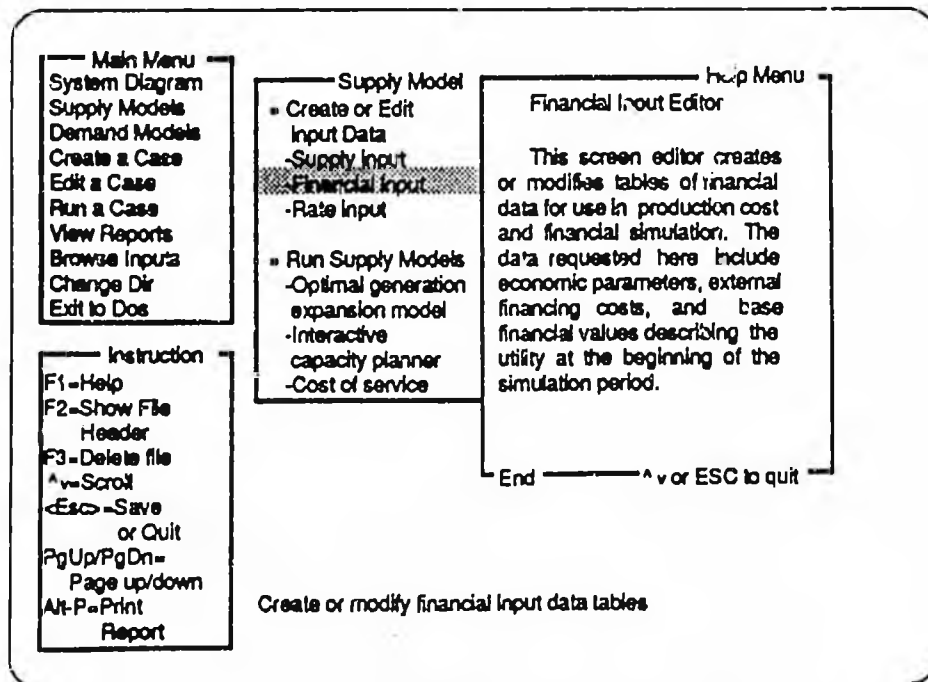 Main Menu
System Diagram
Supply Models
Demand Models
Create a Case
Edit a Case
Run a Case
View Reports
Browse Inputs
Change Dir
Exit to Dos
Instruction
F1=Help
F2=Show File
Header
F3=Delete file
^v=Scroll
<Esc>=Save
or Quit
PgUp/PgDn=
Page up/down
Alt-P=Print
Report
Supply Model
Create or Edit
Input Data
-Supply Input
-Financial Input
-Rate Input
Run Supply Models
-Optimal generation
expansion model
-Interactive
capacity planner
-Cost of service
Help Menu
Financial Input Editor
This screen editor creates
or modifies tables of financial
data for use in production cost
and financial simulation. The
data requested here include
economic parameters, external
financing costs, and base
financial values describing the
utility at the beginning of the
simulation period.
End ^v or ESC to quit
Create or modify financial input data tables